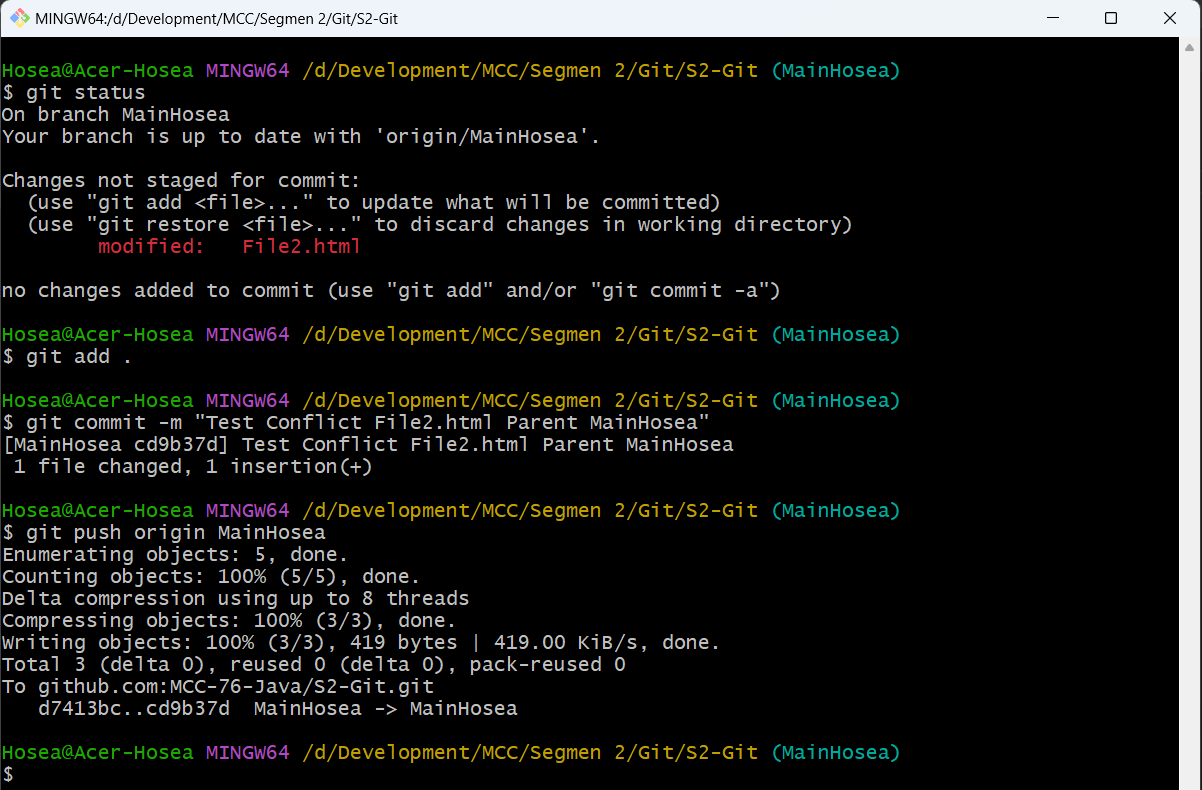 MINGW64:/d/Development/MCC/Segmen 2/Git/S2-Git
Hosea@Acer-Hosea MINGW64 /d/Development/MCC/Segmen 2/Git/S2-Git (MainHosea)
$ git status
On branch MainHosea
Your branch is up to date with 'origin/MainHosea'.
Changes not staged for commit:
  (use "git add <file>..." to update what will be committed)
  (use "git restore <file>..." to discard changes in working directory)
        modified:   File2.html
no changes added to commit (use "git add" and/or "git commit -a")
Hosea@Acer-Hosea MINGW64 /d/Development/MCC/Segmen 2/Git/S2-Git (MainHosea)
$ git add .
Hosea@Acer-Hosea MINGW64 /d/Development/MCC/Segmen 2/Git/S2-Git (MainHosea)
$ git commit -m "Test Conflict File2.html Parent MainHosea"
[MainHosea cd9b37d] Test Conflict File2.html Parent MainHosea
 1 file changed, 1 insertion(+)
Hosea@Acer-Hosea MINGW64 /d/Development/MCC/Segmen 2/Git/S2-Git (MainHosea)
$ git push origin MainHosea
Enumerating objects: 5, done.
Counting objects: 100% (5/5), done.
Delta compression using up to 8 threads
Compressing objects: 100% (3/3), done.
Writing objects: 100% (3/3), 419 bytes | 419.00 KiB/s, done.
Total 3 (delta 0), reused 0 (delta 0), pack-reused 0
To github.com:MCC-76-Java/S2-Git.git
   d7413bc..cd9b37d  MainHosea -> MainHosea
Hosea@Acer-Hosea MINGW64 /d/Development/MCC/Segmen 2/Git/S2-Git (MainHosea)
$